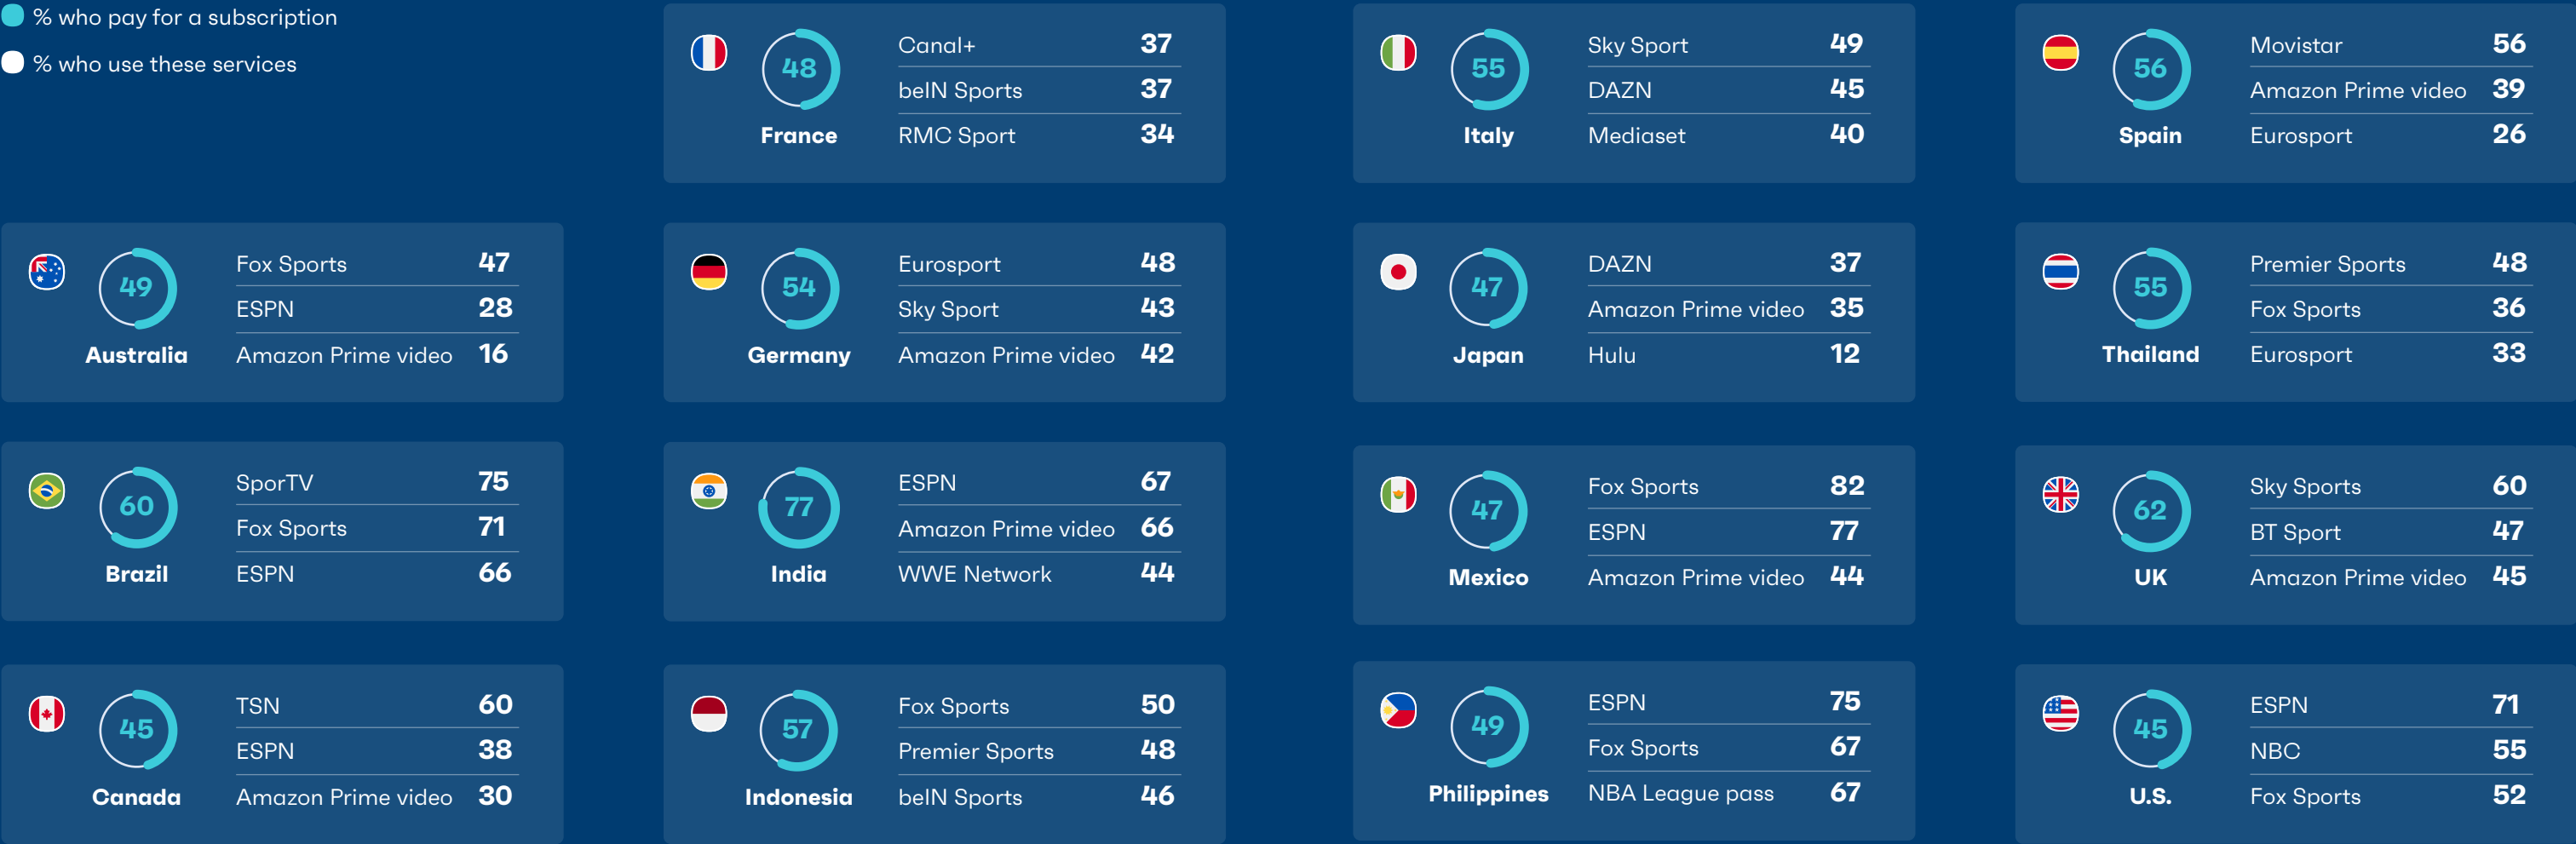 % who pay for a subscription
% who use these services
48
France
Canal+ 37
beIN Sports 37
RMC Sport 34
55
Italy
Sky Sport 49
DAZN 45
Mediaset 40
56
Spain
Movistar 56
Amazon Prime video 39
Eurosport 26
49
Australia
Fox Sports 47
ESPN 28
Amazon Prime video 16
54
Germany
Eurosport 48
Sky Sport 43
Amazon Prime video 42
47
Japan
DAZN 37
Amazon Prime video 35
Hulu 12
55
Thailand
Premier Sports 48
Fox Sports 36
Eurosport 33
60
Brazil
SporTV 75
Fox Sports 71
ESPN 66
77
India
ESPN 67
Amazon Prime video 66
WWE Network 44
47
Mexico
Fox Sports 82
ESPN 77
Amazon Prime video 44
62
UK
Sky Sports 60
BT Sport 47
Amazon Prime video 45
45
Canada
TSN 60
ESPN 38
Amazon Prime video 30
57
Indonesia
Fox Sports 50
Premier Sports 48
beIN Sports 46
49
Philippines
ESPN 75
Fox Sports 67
NBA League pass 67
45
U.S.
ESPN 71
NBC 55
Fox Sports 52